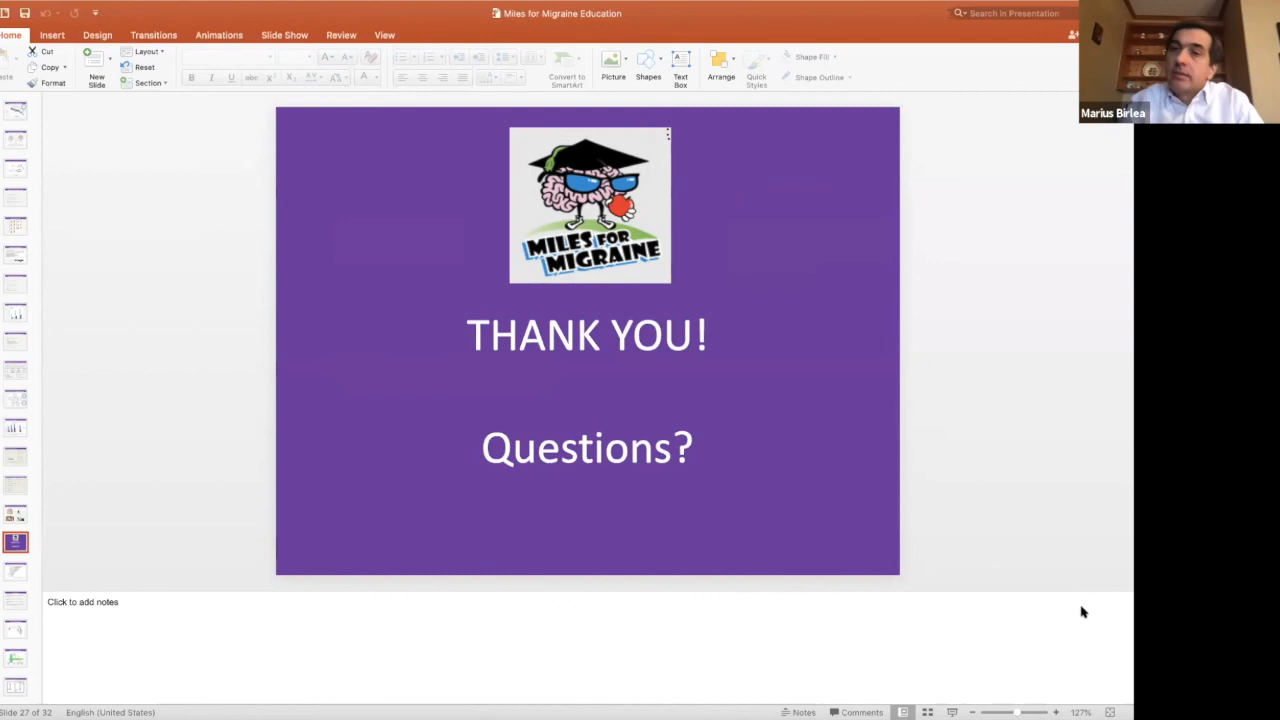 Miles for Migraine Education
Search in Presentation
Home Insert Design Transitions Animations Slide Show Review View
Cut
Copy
Format
New
Slide
Layout
Reset
Section
B I U abc X
Convert to
SmartArt
Picture
Shapes
Text
Box
Arrange
Quick
Styles
Shape Fill
Shape Outline
Marius Birlea
MILES FOR
MIGRAINE
THANK YOU!
Questions?
Click to add notes
Slide 27 of 32 English (United States) Notes Comments 127%